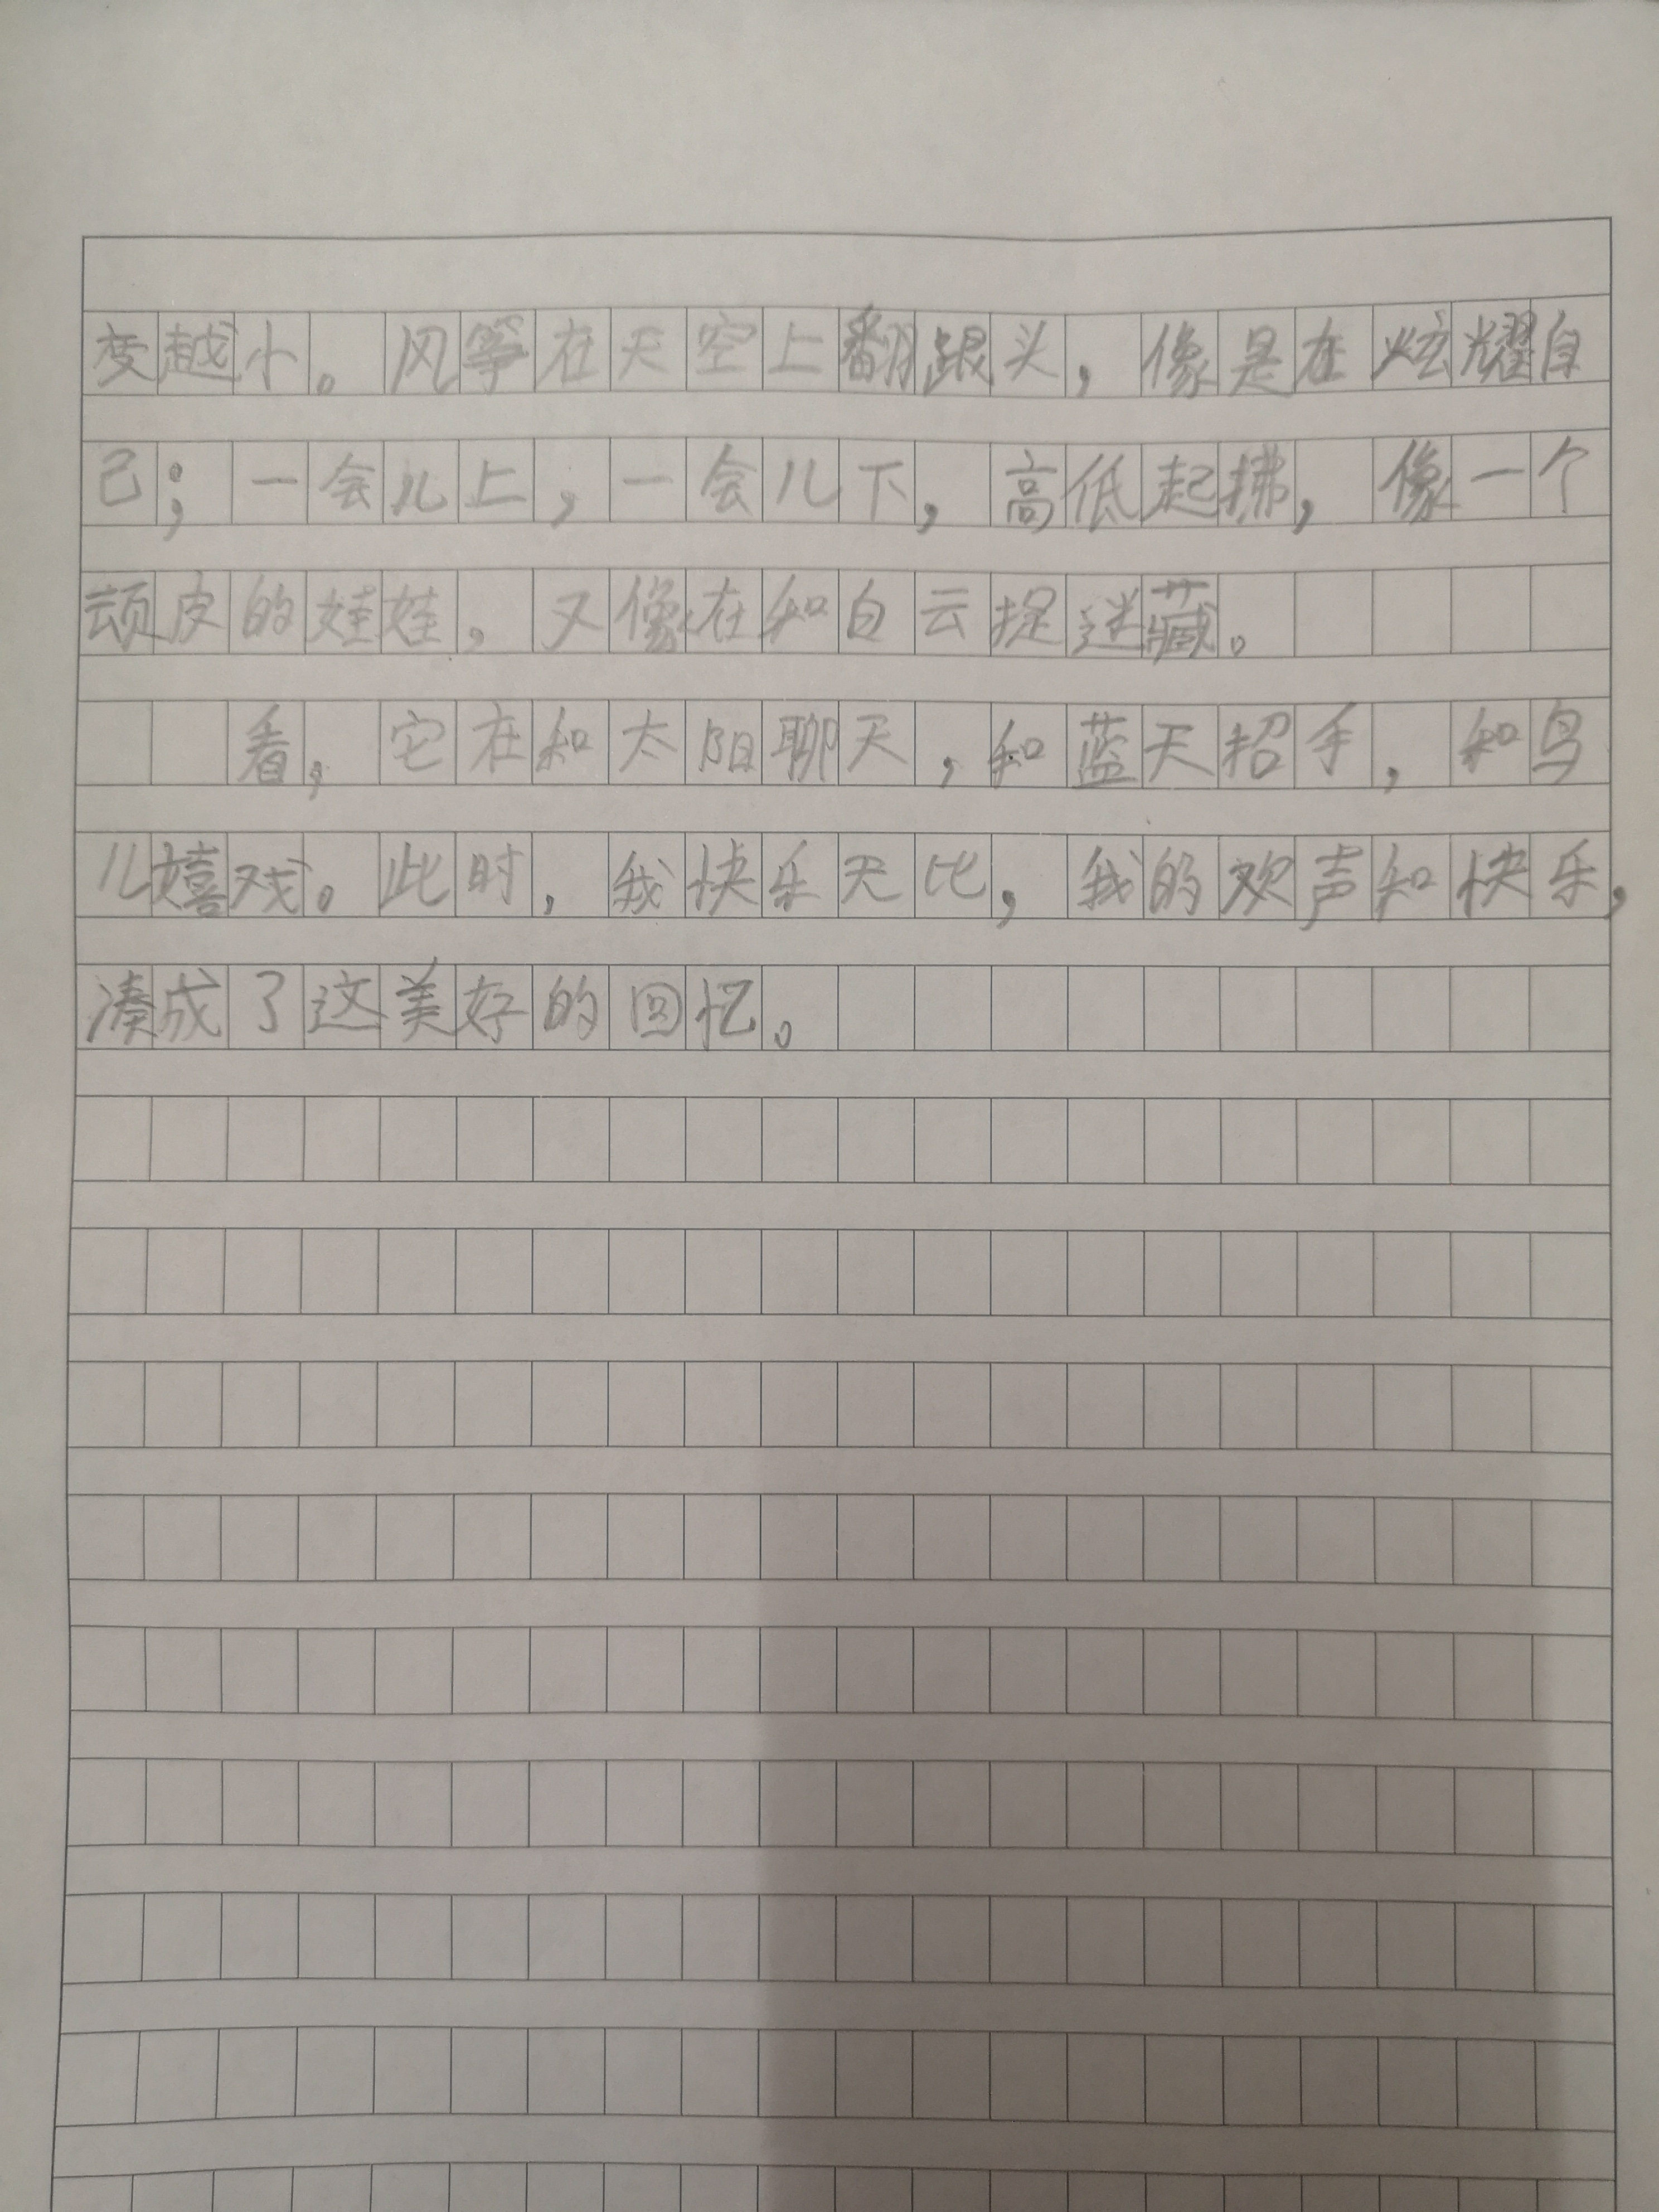 变越小。风筝在天空上翻跟头，像是在炫耀自
己；一会儿上，一会儿下，高低起拂，像一个
顽皮的娃娃，又像在和白云捉迷藏。
看，它在和太阳聊天，和蓝天招手，和鸟
儿嬉戏。此时，我快乐无比，我的欢声和快乐，
凑成了这美好的回忆。